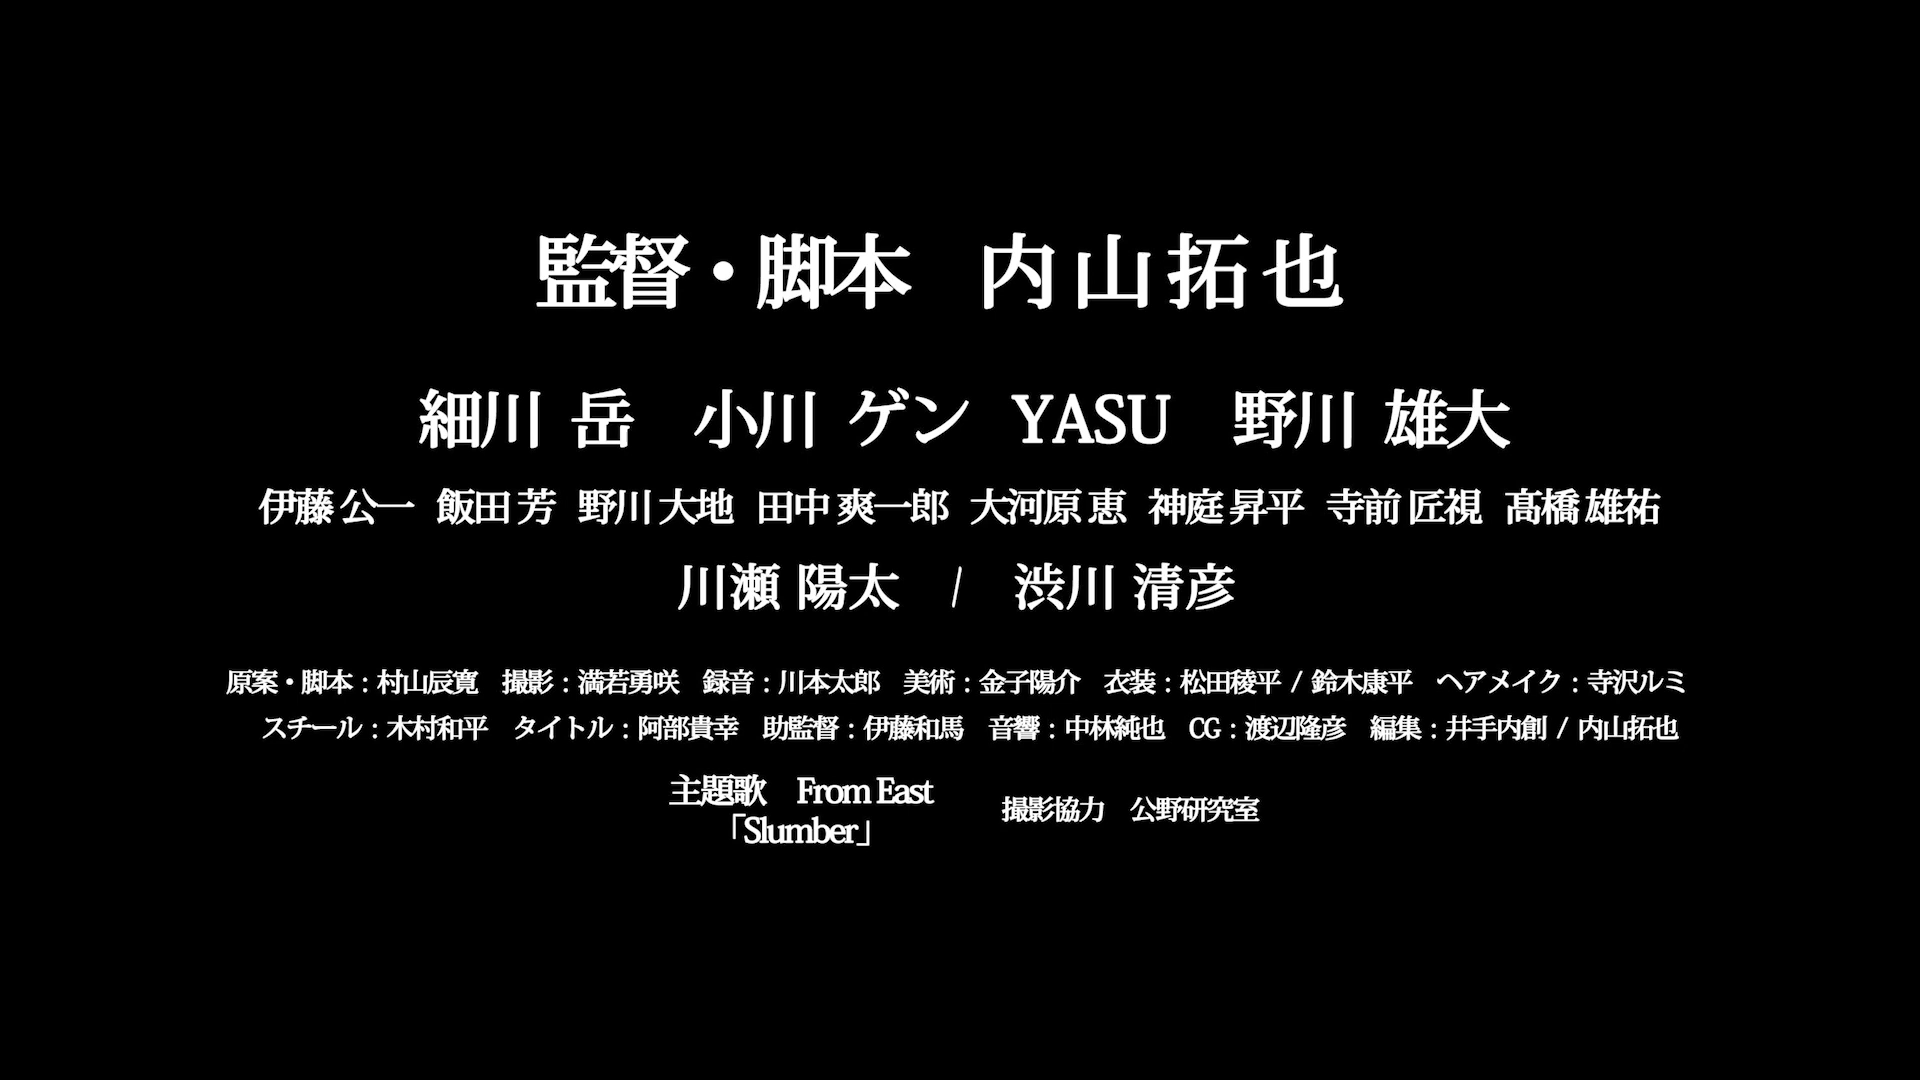 監督・脚本　内山拓也
細川 岳　小川 ゲン　YASU　野川 雄大
伊藤 公一　飯田 芳　野川 大地　田中 爽一郎　大河原 恵　神庭 昇平　寺前 匠視　髙橋 雄祐
川瀬 陽太　/　渋川 清彦
原案・脚本：村山辰寛　撮影：満若勇咲　録音：川本太郎　美術：金子陽介　衣装：松田稜平 / 鈴木康平　ヘアメイク：寺沢ルミ
スチール：木村和平　タイトル：阿部貴幸　助監督：伊藤和馬　音響：中林純也　CG：渡辺隆彦　編集：井手内創 / 内山拓也
主題歌　From East
「Slumber」
撮影協力　公野研究室